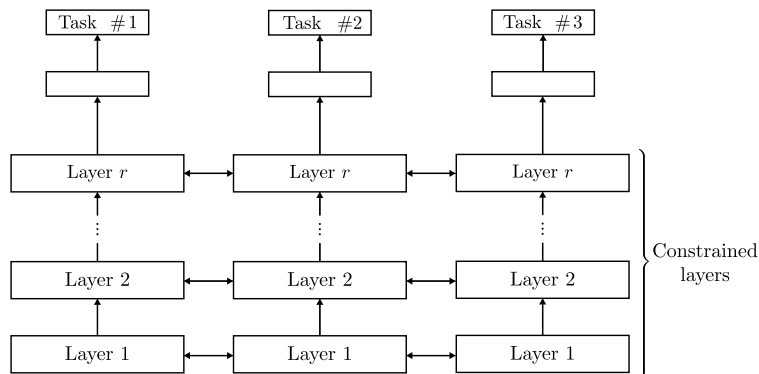 Task #1 Task #2 Task #3
Layer r Layer r Layer r
Constrained
layers
Layer 2 Layer 2 Layer 2
Layer 1 Layer 1 Layer 1